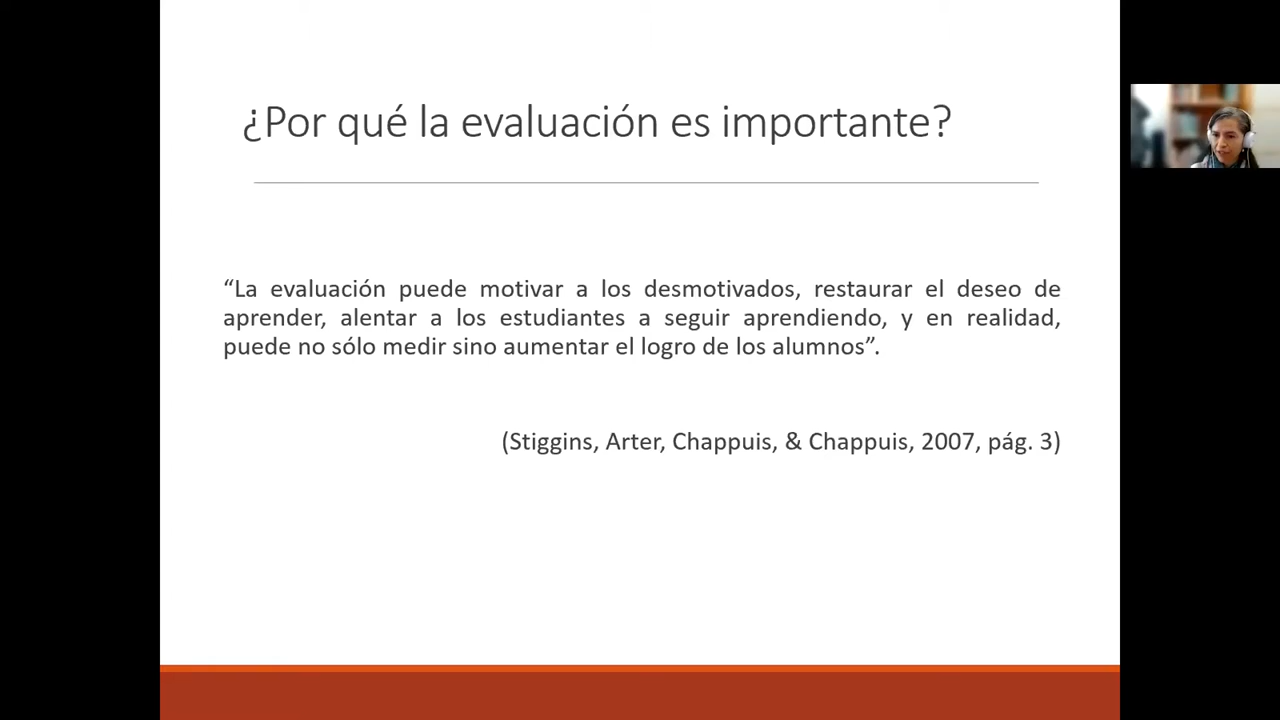 ¿Por qué la evaluación es importante?
“La evaluación puede motivar a los desmotivados, restaurar el deseo de
aprender, alentar a los estudiantes a seguir aprendiendo, y en realidad,
puede no sólo medir sino aumentar el logro de los alumnos”.
(Stiggins, Arter, Chappuis, & Chappuis, 2007, pág. 3)